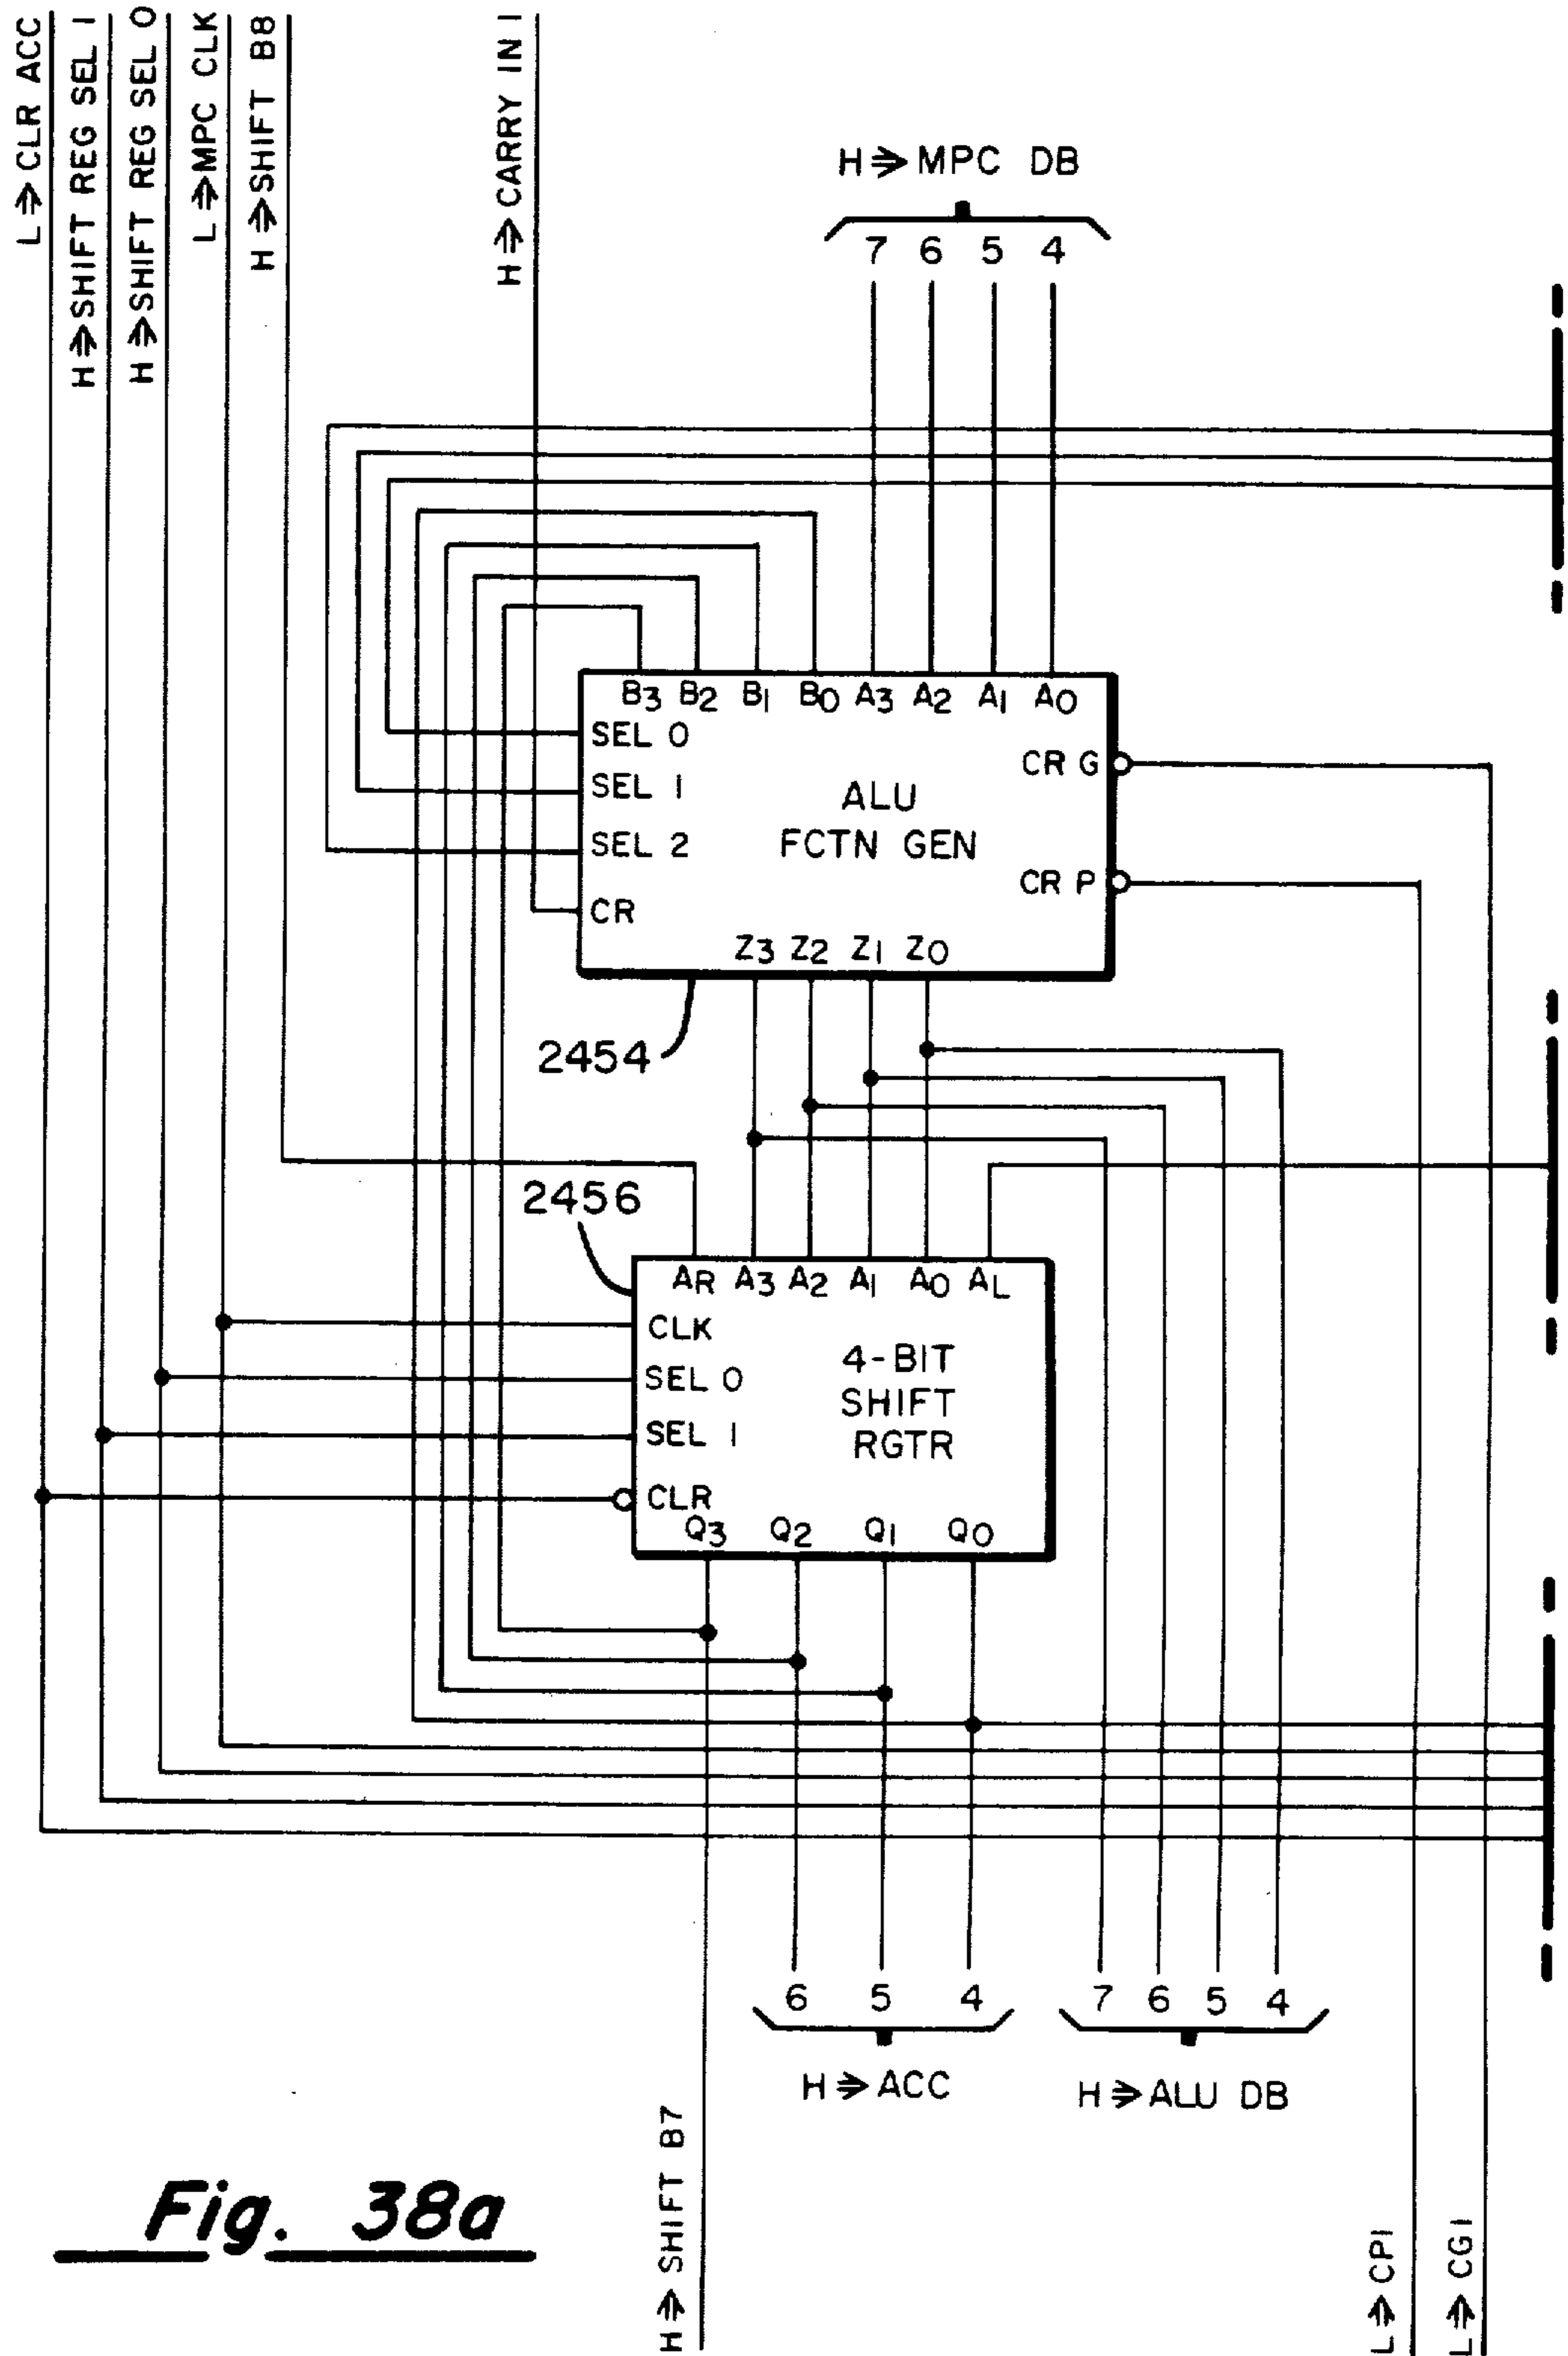 L⇛CLR ACC
H⇛SHIFT REG SEL 1
H⇛SHIFT REG SEL 0
L⇛MPC CLK
H⇛SHIFT B8
H⇛CARRY IN 1
H⇛MPC DB
7 6 5 4
B3 B2 B1 B0 A3 A2 A1 A0
SEL 0
SEL 1
SEL 2
CR
CR G
CR P
ALU
FCTN GEN
Z3 Z2 Z1 Z0
2454
2456
AR A3 A2 A1 A0 AL
CLK
SEL 0
SEL 1
CLR
4-BIT
SHIFT
RGTR
Q3 Q2 Q1 Q0
6 5 4
7 6 5 4
H⇛ACC
H⇛ALU DB
H⇛SHIFT B7
L⇛CP1
L⇛CG1
Fig. 38a